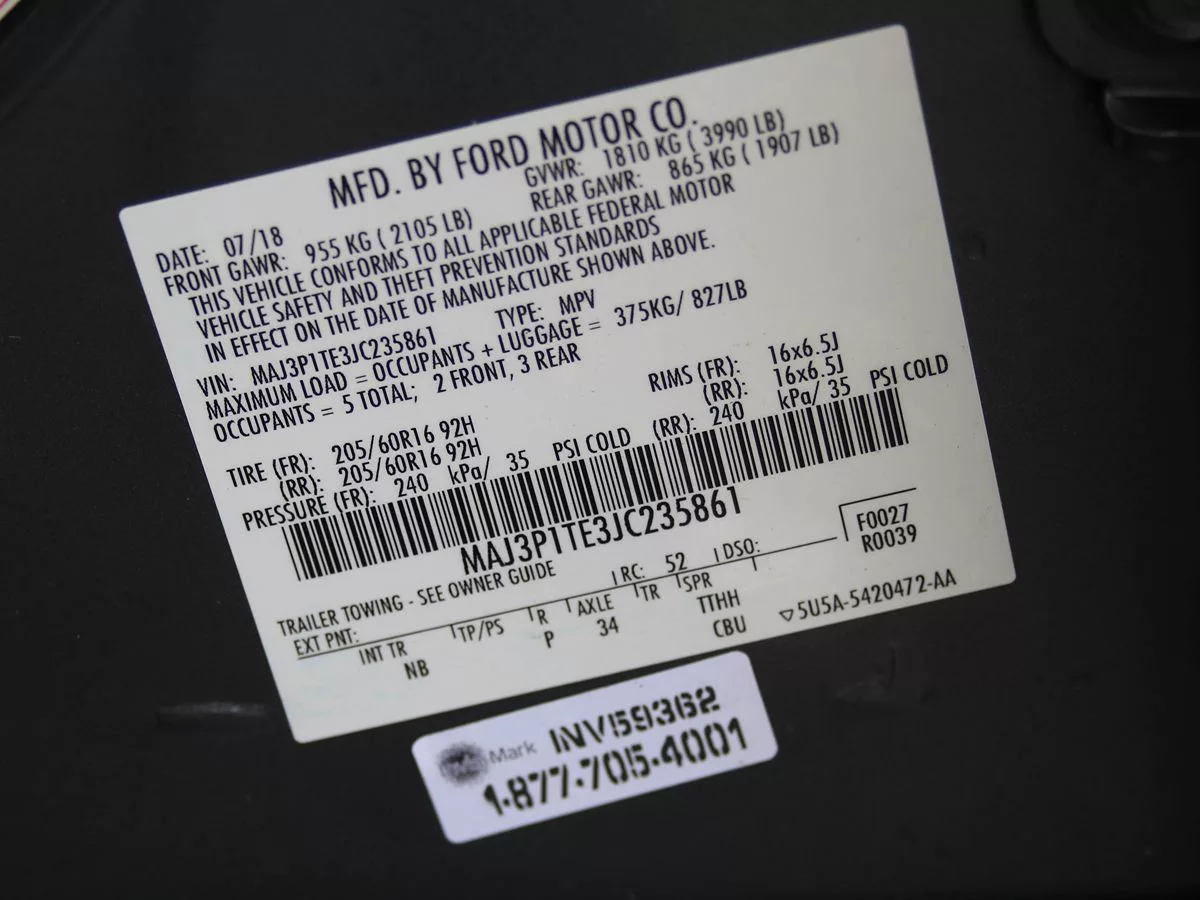 MFD. BY FORD MOTOR CO.
DATE: 07/18 GVWR: 1810 KG ( 3990 LB)
FRONT GAWR: 955 KG ( 2105 LB) REAR GAWR: 865 KG ( 1907 LB)
THIS VEHICLE CONFORMS TO ALL APPLICABLE FEDERAL MOTOR
VEHICLE SAFETY AND THEFT PREVENTION STANDARDS
IN EFFECT ON THE DATE OF MANUFACTURE SHOWN ABOVE.
VIN: MAJ3P1TE3JC235861 TYPE: MPV
MAXIMUM LOAD = OCCUPANTS + LUGGAGE = 375KG/ 827LB
OCCUPANTS = 5 TOTAL; 2 FRONT, 3 REAR
TIRE (FR): 205/60R16 92H RIMS (FR): 16x6.5J
(RR): 205/60R16 92H (RR): 16x6.5J
PRESSURE (FR): 240 kPa/ 35 PSI COLD (RR): 240 kPa/ 35 PSI COLD
MAJ3P1TE3JC235861
F0027
TRAILER TOWING - SEE OWNER GUIDE R0039
EXT PNT: RC: 52 DSO:
INT TR TP/PS R AXLE TR SPR
NB P 34 TTHH
CBU ▽5U5A-5420472-AA
Mark INV59362
1-877-705-4001